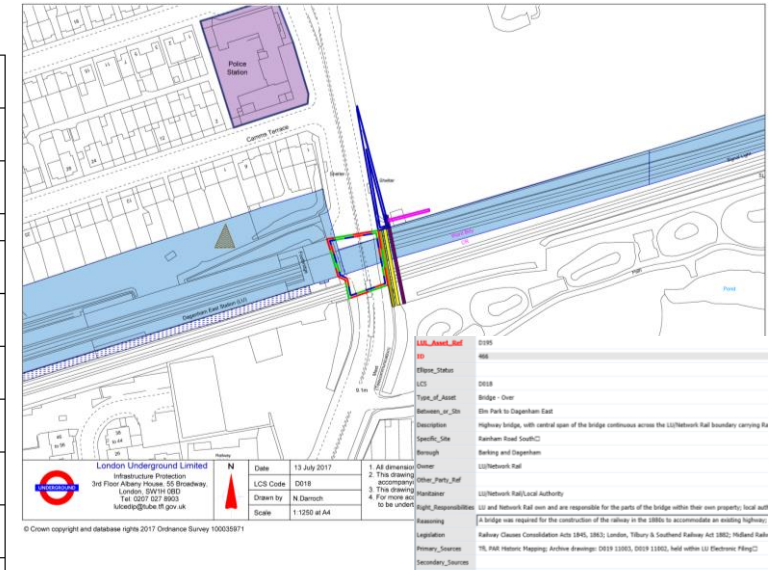 Police
Station
Camms Terrace
Shelter
Shelter
Signal Light
Pond
Dagenham East Station (LU)
LUL_Asset_Ref D195
ID 466
Ellipse_Status
LCS D018
Type_of_Asset Bridge - Over
Between_or_Stn Elm Park to Dagenham East
Description Highway bridge, with central span of the bridge continuous across the LU/Network Rail boundary carrying Ra
Specific_Site Rainham Road South
Borough Barking and Dagenham
Owner LU/Network Rail
Other_Party_Ref
Maintainer LU/Network Rail/Local Authority
Right_Responsibilities LU and Network Rail own and are responsible for the parts of the bridge within their own property; local auth
Reasoning A bridge was required for the construction of the railway in the 1880s to accommodate an existing highway;
Legislation Railway Clauses Consolidation Acts 1845, 1863; London, Tilbury & Southend Railway Act 1882; Midland Railw
Primary_Sources TfL PAR Historic Mapping; Archive drawings: D019 11003, D019 11002, held within LU Electronic Filing
Secondary_Sources
UNDERGROUND
London Underground Limited
Infrastructure Protection
3rd Floor Albany House, 55 Broadway,
London, SW1H 0BD
Tel. 0207 027 8903
lulcedip@tube.tfl.gov.uk
N
Date 13 July 2017
LCS Code D018
Drawn by N.Darroch
Scale 1:1250 at A4
1. All dimension
2. This drawing
accompany
3. This drawing
4. For more acc
to be undert
© Crown copyright and database rights 2017 Ordnance Survey 100035971